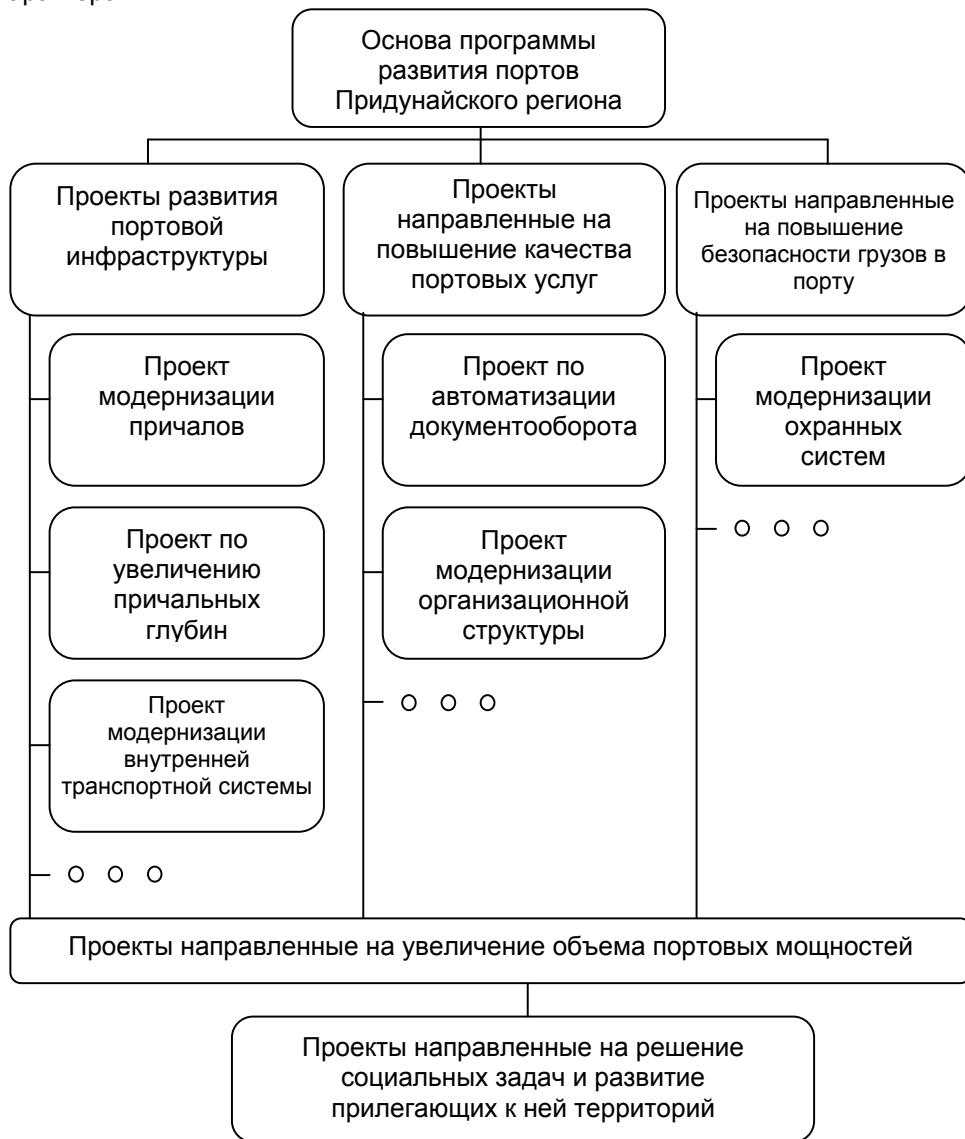 Основа программы
развития портов
Придунайского региона
Проекты развития
портовой
инфраструктуры
Проекты
направленные на
повышение качества
портовых услуг
Проекты направленные
на повышение
безопасности грузов в
порту
Проект
модернизации
причалов
Проект по
увеличению
причальных
глубин
Проект
модернизации
внутренней
транспортной системы
Проект по
автоматизации
документооборота
Проект
модернизации
организационной
структуры
Проект
модернизации
охранных
систем
Проекты направленные на увеличение объема портовых мощностей
Проекты направленные на решение
социальных задач и развитие
прилегающих к ней территорий